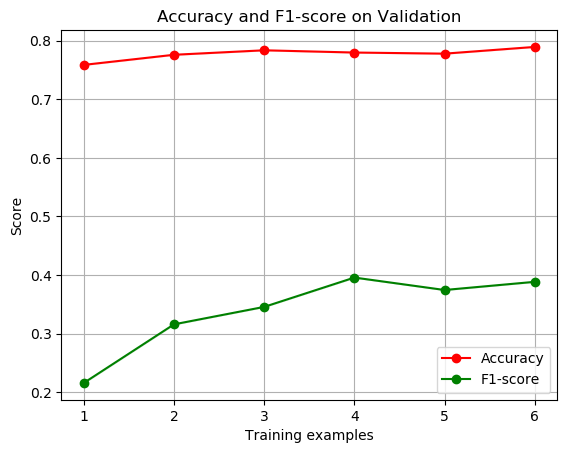 Accuracy and F1-score on Validation
0.8
0.7
0.6
0.5
0.4
0.3
0.2
Score
1 2 3 4 5 6
Training examples
Accuracy
F1-score